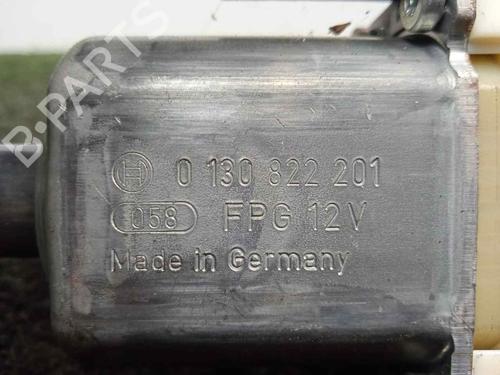 B-PARTS
0 130 822 201
058 FPG 12V
Made in Germany